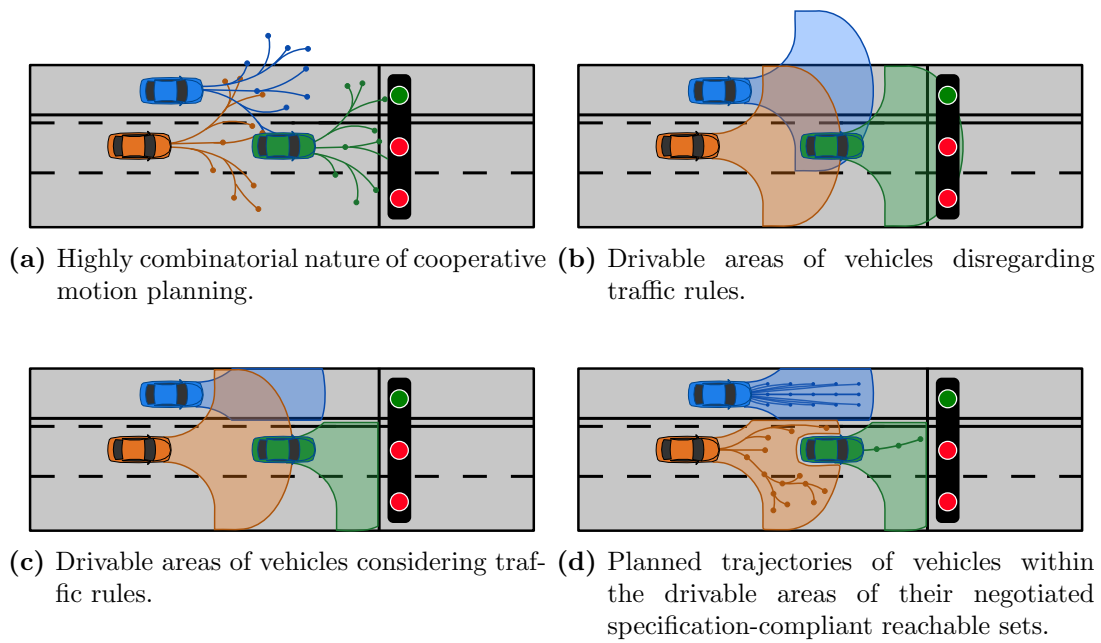 (a) Highly combinatorial nature of cooperative
motion planning.
(b) Drivable areas of vehicles disregarding
traffic rules.
(c) Drivable areas of vehicles considering traf-
fic rules.
(d) Planned trajectories of vehicles within
the drivable areas of their negotiated
specification-compliant reachable sets.